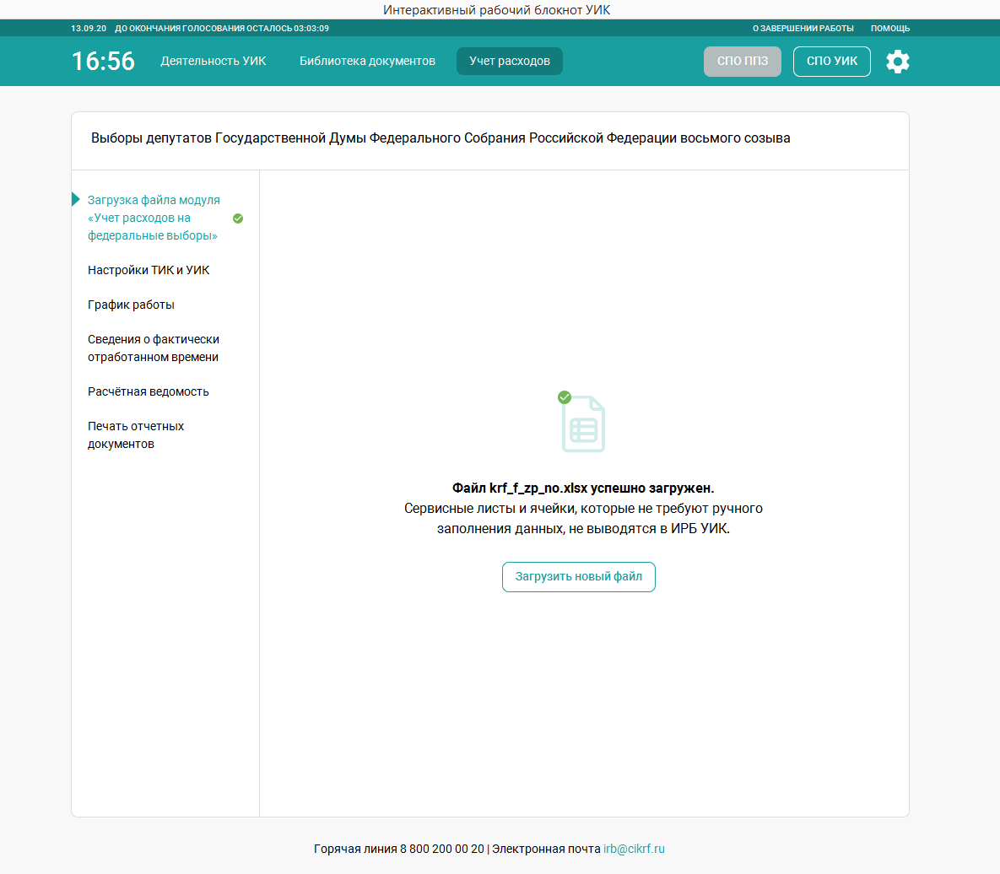 Интерактивный рабочий блокнот УИК
13.09.20 ДО ОКОНЧАНИЯ ГОЛОСОВАНИЯ ОСТАЛОСЬ 03:03:09 О ЗАВЕРШЕНИИ РАБОТЫ ПОМОЩЬ
16:56 Деятельность УИК Библиотека документов Учет расходов СПО ППЗ СПО УИК
Выборы депутатов Государственной Думы Федерального Собрания Российской Федерации восьмого созыва
Загрузка файла модуля
«Учет расходов на
федеральные выборы»
Настройки ТИК и УИК
График работы
Сведения о фактически
отработанном времени
Расчётная ведомость
Печать отчетных
документов
Файл krf_f_zp_no.xlsx успешно загружен.
Сервисные листы и ячейки, которые не требуют ручного
заполнения данных, не выводятся в ИРБ УИК.
Загрузить новый файл
Горячая линия 8 800 200 00 20 | Электронная почта irb@cikrf.ru